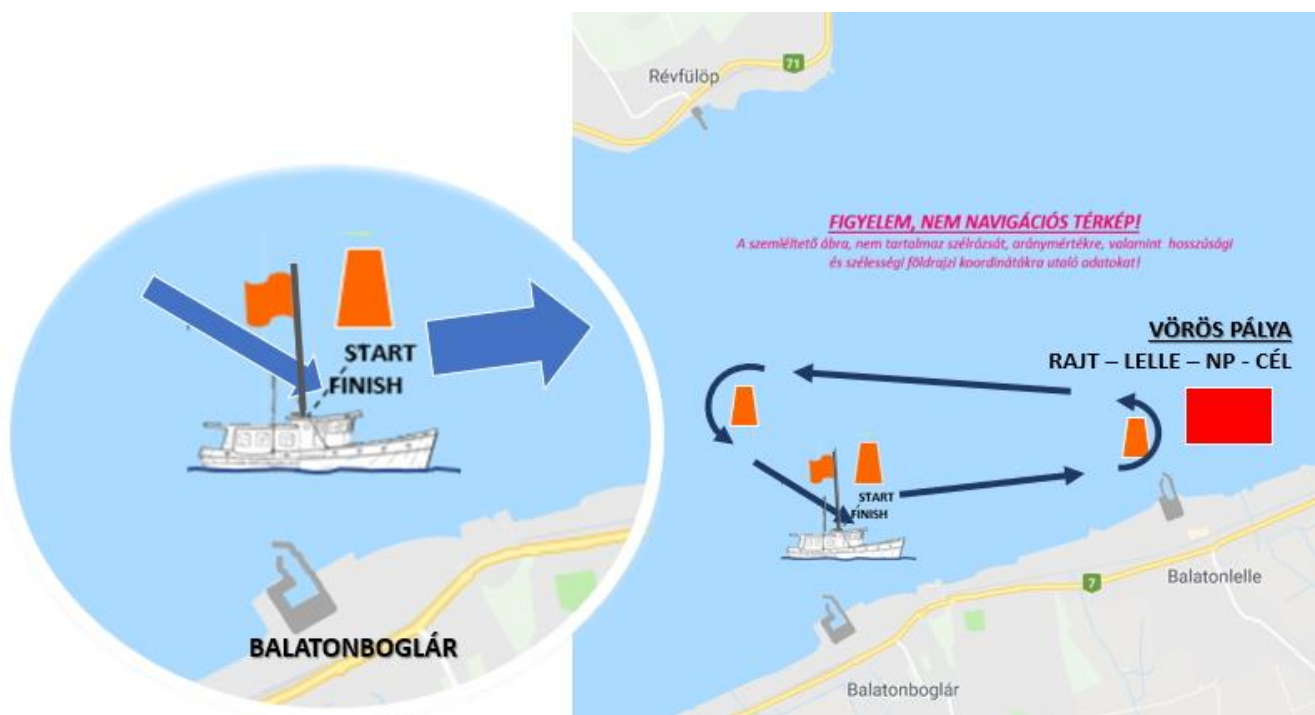 START
FINISH
BALATONBOGLÁR
Révfülöp
71
FIGYELEM, NEM NAVIGÁCIÓS TÉRKÉP!
A szemléltető ábra, nem tartalmaz szélrózsát, aránymértékre, valamint hosszúsági
és szélességi földrajzi koordinátákra utaló adatokat!
VÖRÖS PÁLYA
RAJT – LELLE – NP - CÉL
START
FINISH
7
Balatonlelle
Balatonboglár